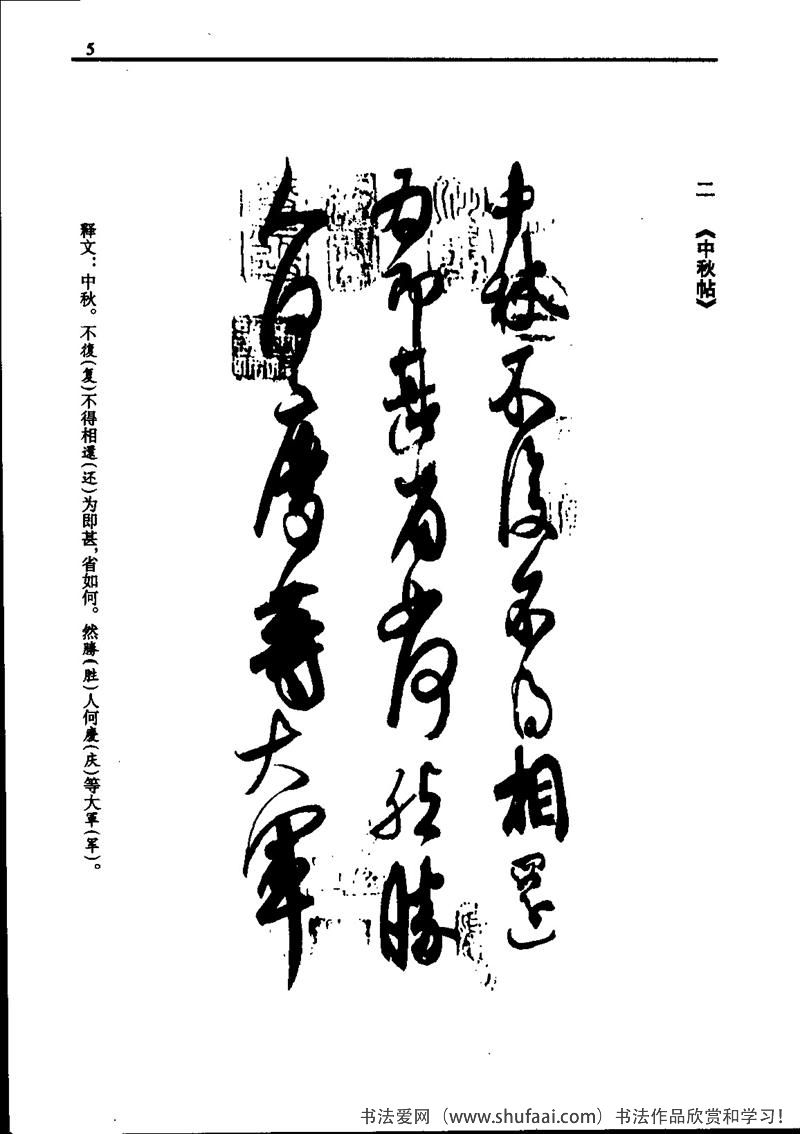 5
二 《中秋帖》
中秋不復不得相還
为即甚省如何然勝
人何慶等大軍
释文：中秋。不復(复)不得相還(还)为即甚，省如何。然勝(胜)人何慶(庆)等大軍(军)。
书法爱网（www.shufaai.com）书法作品欣赏和学习！